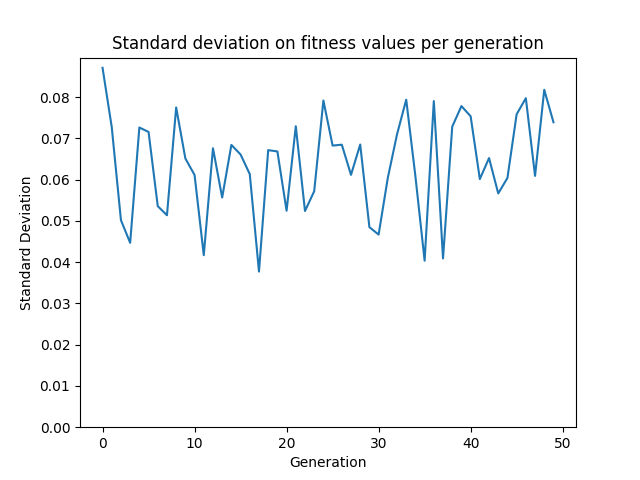 Standard deviation on fitness values per generation
Standard Deviation
0.08
0.07
0.06
0.05
0.04
0.03
0.02
0.01
0.00
0 10 20 30 40 50
Generation